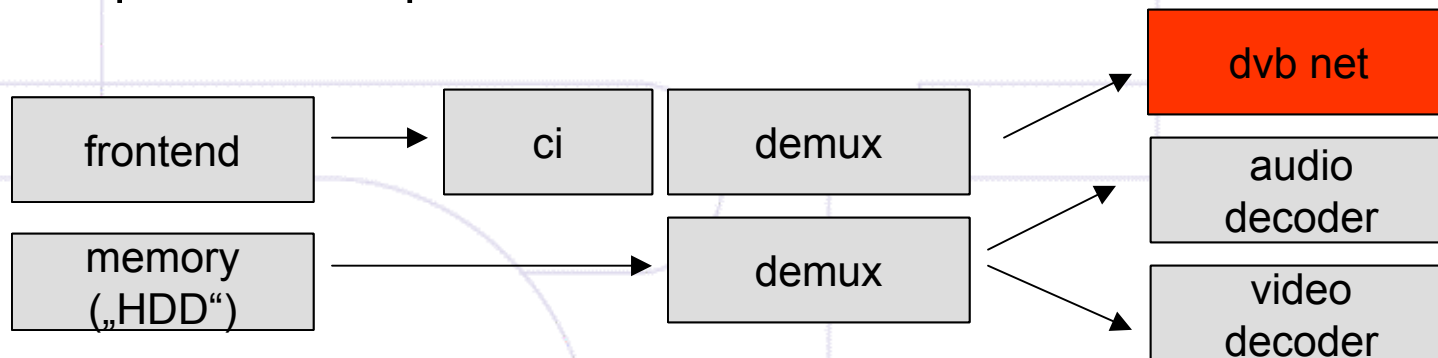 dvb net
frontend
ci
demux
audio
decoder
memory
(„HDD“)
demux
video
decoder